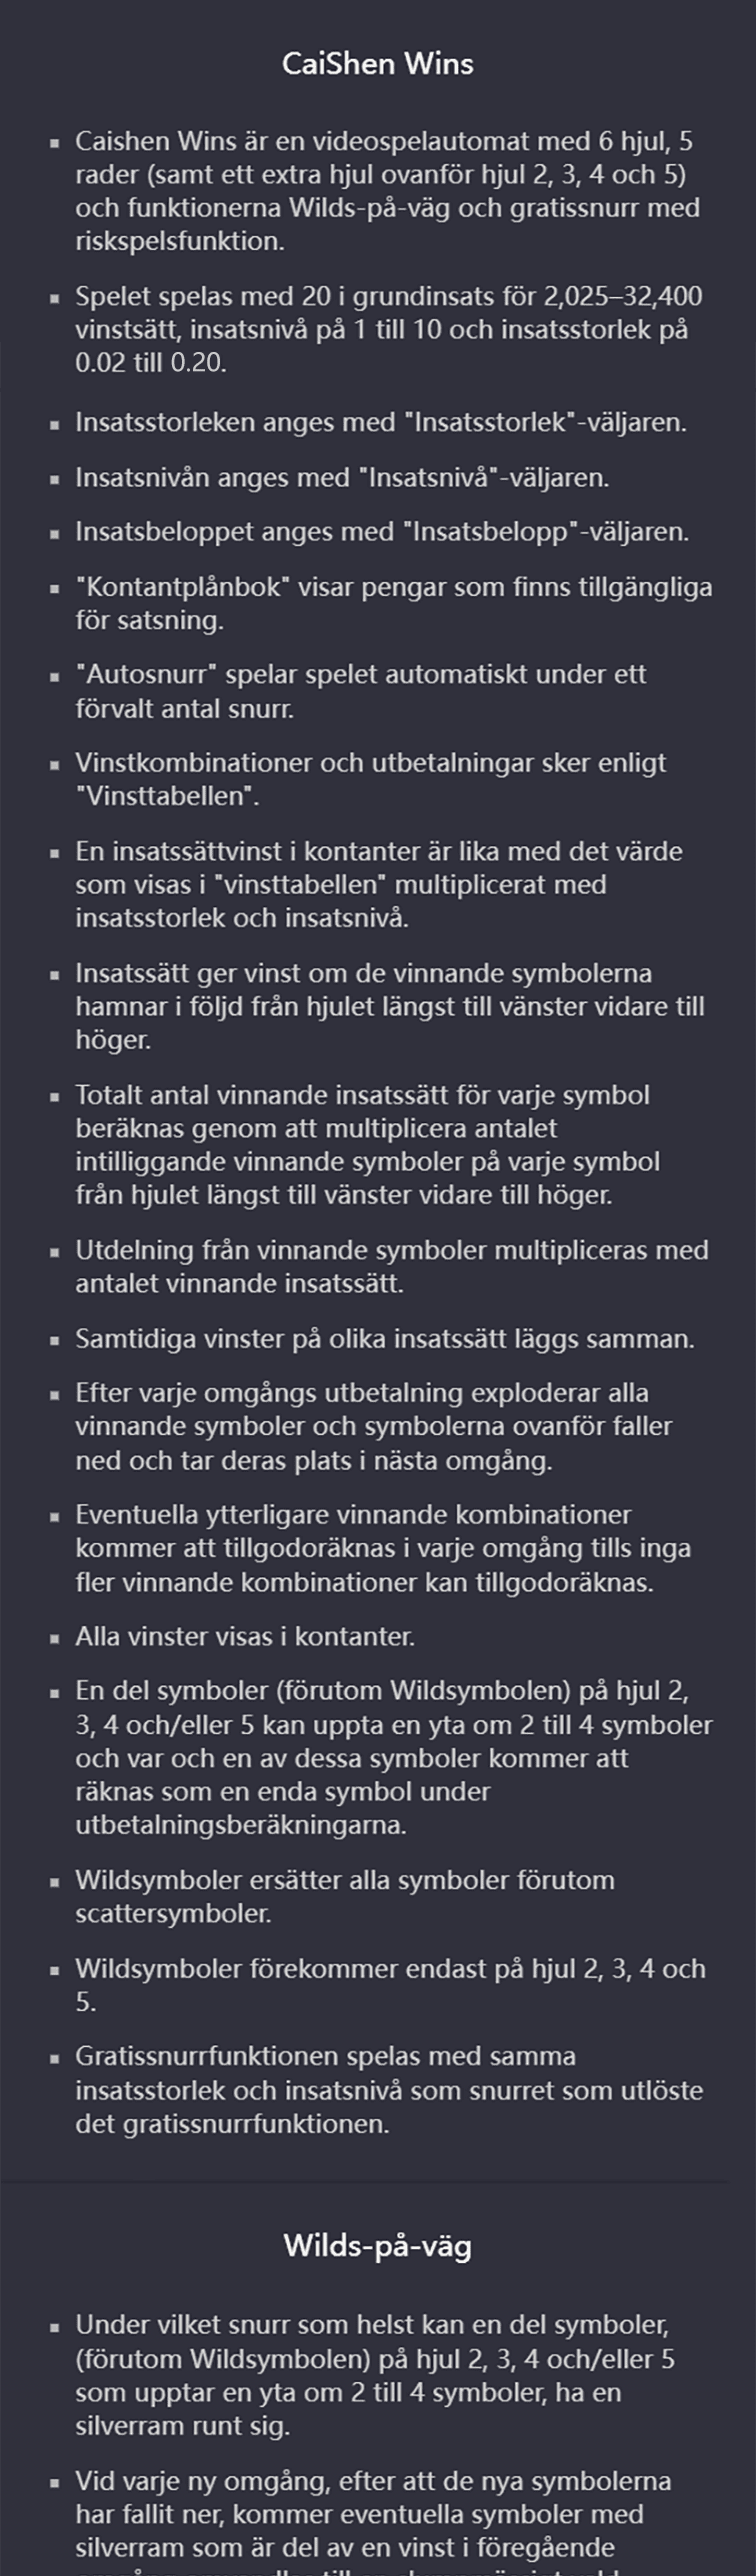 CaiShen Wins
▪ Caishen Wins är en videospelautomat med 6 hjul, 5
rader (samt ett extra hjul ovanför hjul 2, 3, 4 och 5)
och funktionerna Wilds-på-väg och gratissnurr med
riskspelsfunktion.
▪ Spelet spelas med 20 i grundinsats för 2,025–32,400
vinstsätt, insatsnivå på 1 till 10 och insatsstorlek på
0.02 till 0.20.
▪ Insatsstorleken anges med "Insatsstorlek"-väljaren.
▪ Insatsnivån anges med "Insatsnivå"-väljaren.
▪ Insatsbeloppet anges med "Insatsbelopp"-väljaren.
▪ "Kontantplånbok" visar pengar som finns tillgängliga
för satsning.
▪ "Autosnurr" spelar spelet automatiskt under ett
förvalt antal snurr.
▪ Vinstkombinationer och utbetalningar sker enligt
"Vinsttabellen".
▪ En insatssättvinst i kontanter är lika med det värde
som visas i "vinsttabellen" multiplicerat med
insatsstorlek och insatsnivå.
▪ Insatssätt ger vinst om de vinnande symbolerna
hamnar i följd från hjulet längst till vänster vidare till
höger.
▪ Totalt antal vinnande insatssätt för varje symbol
beräknas genom att multiplicera antalet
intilliggande vinnande symboler på varje symbol
från hjulet längst till vänster vidare till höger.
▪ Utdelning från vinnande symboler multipliceras med
antalet vinnande insatssätt.
▪ Samtidiga vinster på olika insatssätt läggs samman.
▪ Efter varje omgångs utbetalning exploderar alla
vinnande symboler och symbolerna ovanför faller
ned och tar deras plats i nästa omgång.
▪ Eventuella ytterligare vinnande kombinationer
kommer att tillgodoräknas i varje omgång tills inga
fler vinnande kombinationer kan tillgodoräknas.
▪ Alla vinster visas i kontanter.
▪ En del symboler (förutom Wildsymbolen) på hjul 2,
3, 4 och/eller 5 kan uppta en yta om 2 till 4 symboler
och var och en av dessa symboler kommer att
räknas som en enda symbol under
utbetalningsberäkningarna.
▪ Wildsymboler ersätter alla symboler förutom
scattersymboler.
▪ Wildsymboler förekommer endast på hjul 2, 3, 4 och
5.
▪ Gratissnurrfunktionen spelas med samma
insatsstorlek och insatsnivå som snurret som utlöste
det gratissnurrfunktionen.
Wilds-på-väg
▪ Under vilket snurr som helst kan en del symboler,
(förutom Wildsymbolen) på hjul 2, 3, 4 och/eller 5
som upptar en yta om 2 till 4 symboler, ha en
silverram runt sig.
▪ Vid varje ny omgång, efter att de nya symbolerna
har fallit ner, kommer eventuella symboler med
silverram som är del av en vinst i föregående